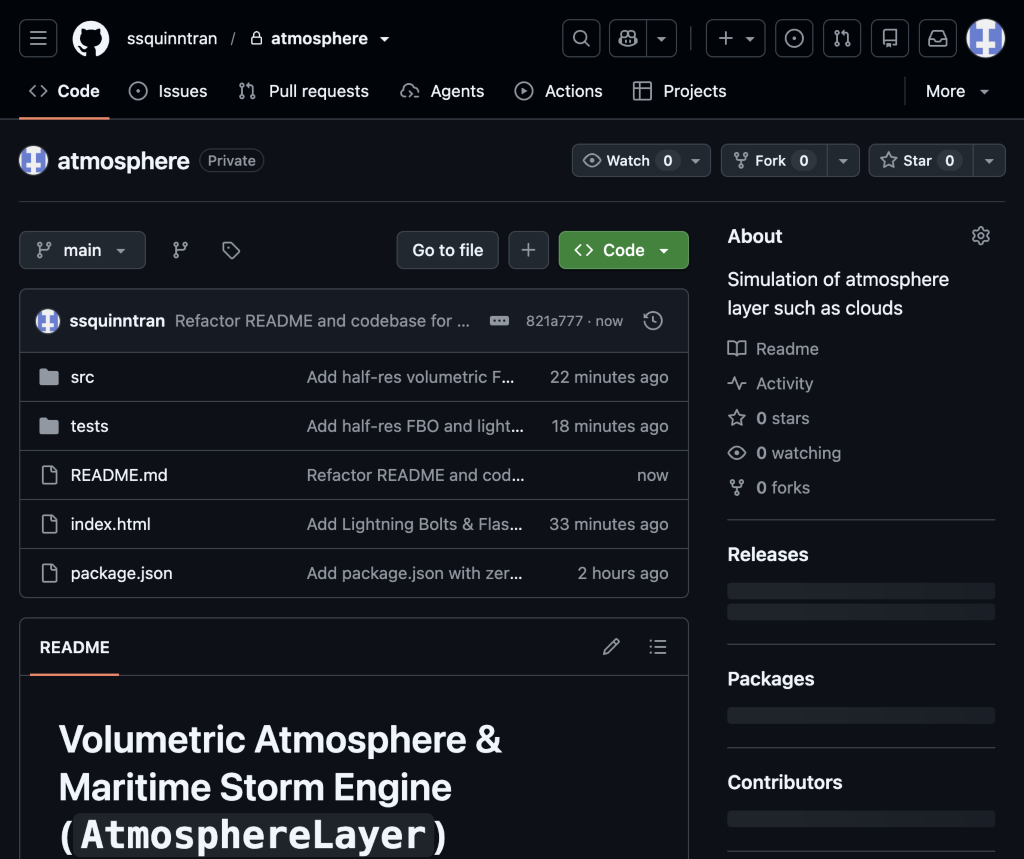 ssquinntran / atmosphere
Code Issues Pull requests Agents Actions Projects More
atmosphere Private Watch 0 Fork 0 Star 0
main Go to file Code
ssquinntran Refactor README and codebase for ... 821a777 · now
src Add half-res volumetric F... 22 minutes ago
tests Add half-res FBO and light... 18 minutes ago
README.md Refactor README and cod... now
index.html Add Lightning Bolts & Flas... 33 minutes ago
package.json Add package.json with zer... 2 hours ago
README
Volumetric Atmosphere &
Maritime Storm Engine
(AtmosphereLayer)
About
Simulation of atmosphere
layer such as clouds
Readme
Activity
0 stars
0 watching
0 forks
Releases
Packages
Contributors